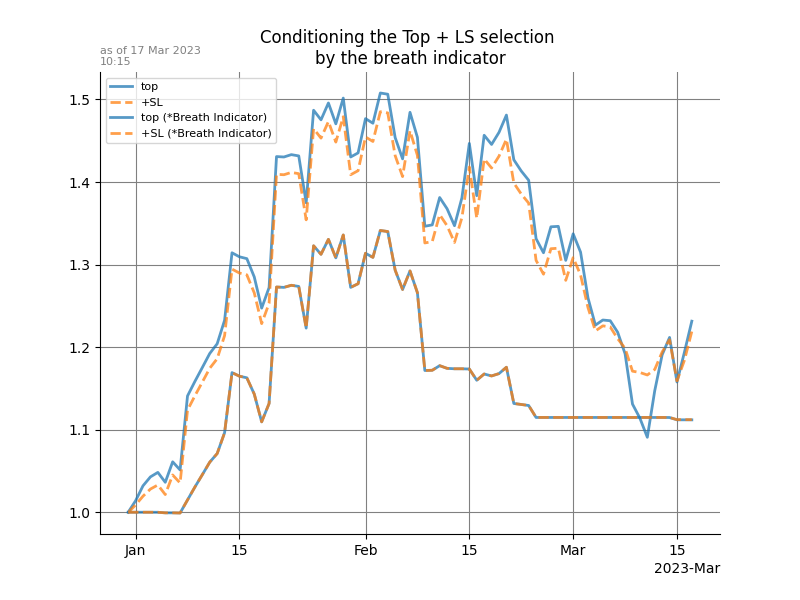 Conditioning the Top + LS selection
by the breath indicator
as of 17 Mar 2023
10:15
top
+SL
top (*Breath Indicator)
+SL (*Breath Indicator)
1.5
1.4
1.3
1.2
1.1
1.0
Jan 15 Feb 15 Mar 15
2023-Mar